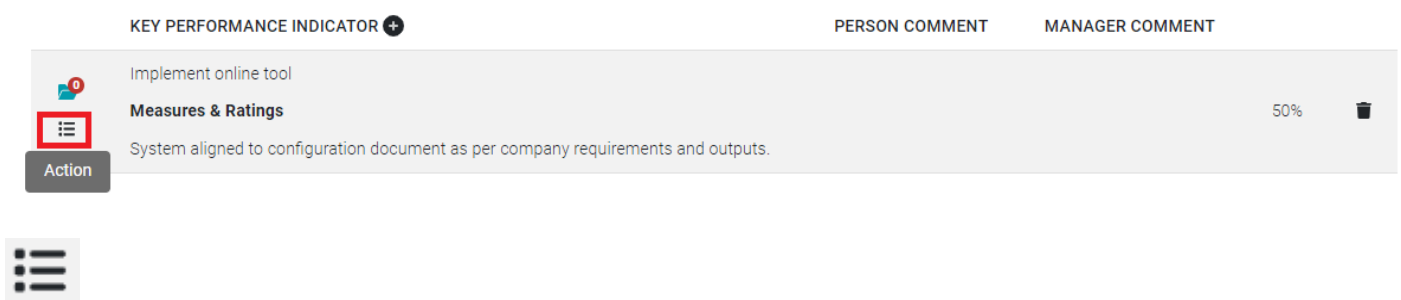 KEY PERFORMANCE INDICATOR PERSON COMMENT MANAGER COMMENT
0
Implement online tool
Measures & Ratings
50%
System aligned to configuration document as per company requirements and outputs.
Action